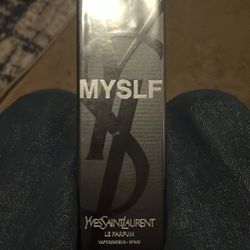 MYSLF
YVESSAINTLAURENT
LE PARFUM
VAPORISATEUR - SPRAY